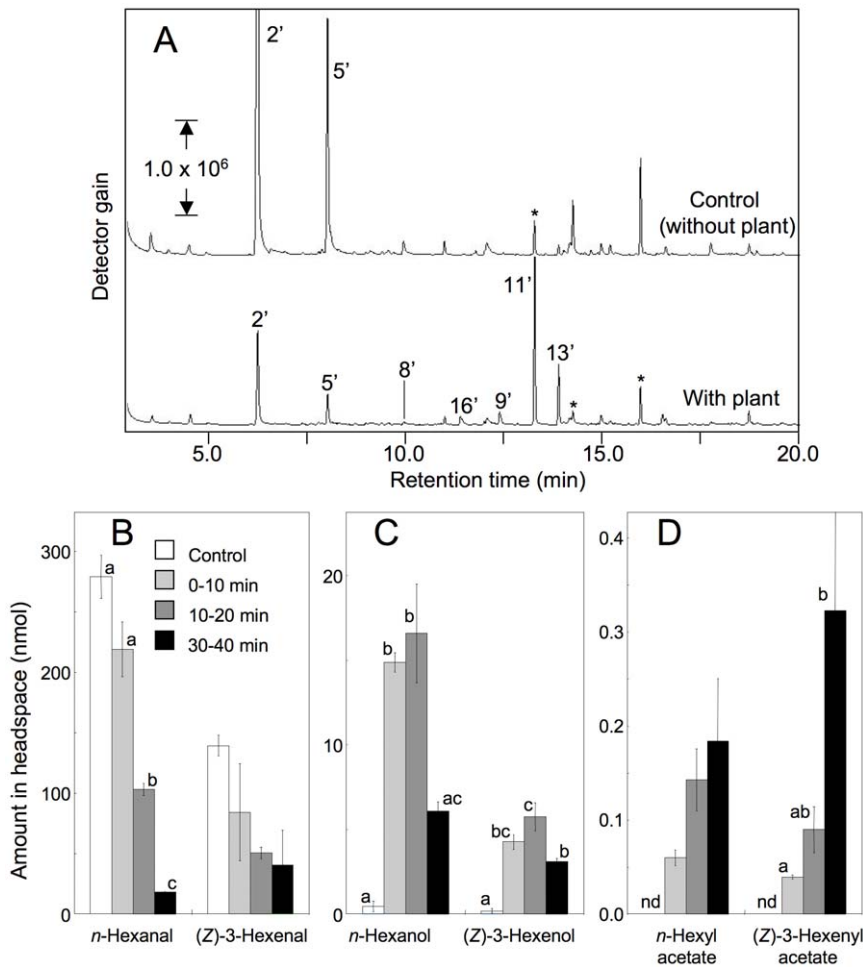 A
2’
5’
1.0 x 10⁶
Detector gain
*
Control
(without plant)
2’
5’
8’
16’
9’
11’
13’
*
*
With plant
5.0
10.0
15.0
20.0
Retention time (min)
Amount in headspace (nmol)
B
Control
0-10 min
10-20 min
30-40 min
300
200
100
0
a
a
b
c
n-Hexanal
(Z)-3-Hexenal
C
20
10
0
a
b
b
ac
a
bc
c
b
n-Hexanol
(Z)-3-Hexenol
D
0.4
0.3
0.2
0.1
0.0
nd
nd
a
ab
b
n-Hexyl
acetate
(Z)-3-Hexenyl
acetate